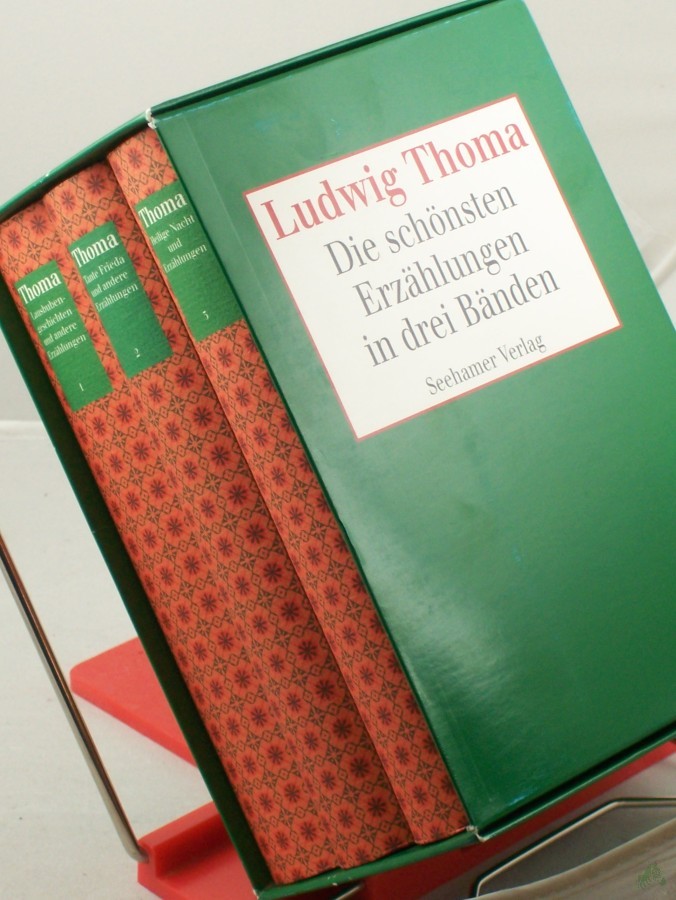 Ludwig Thoma
Die schönsten
Erzählungen
in drei Bänden
Seehamer Verlag
Thoma
Lausbuben-
geschichten
und andere
Erzählungen
1
Thoma
Tante Frieda
und andere
Erzählungen
2
Thoma
Heilige Nacht
und
Erzählungen
3